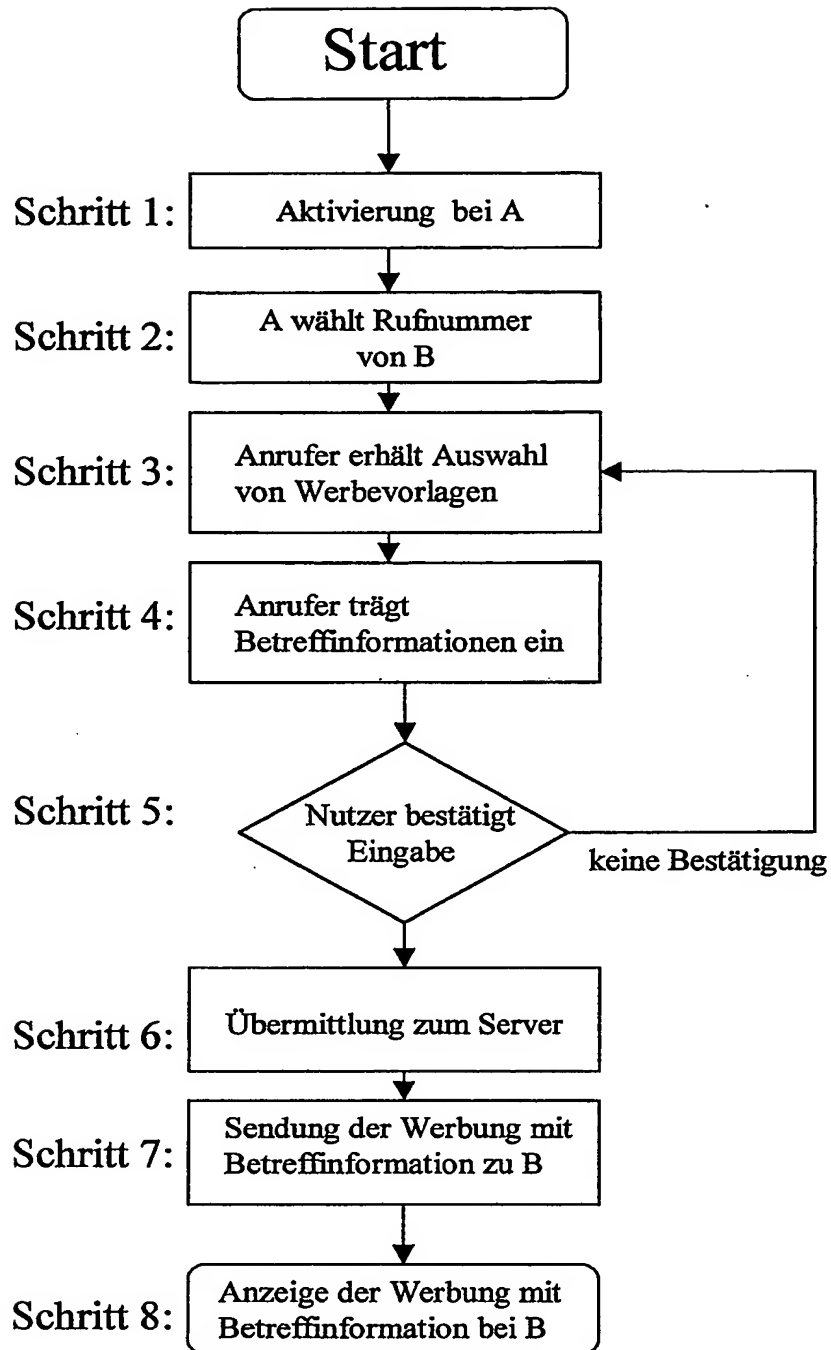 Start
Schritt 1:
Aktivierung bei A
Schritt 2:
A wählt Rufnummer
von B
Schritt 3:
Anrufer erhält Auswahl
von Werbevorlagen
Schritt 4:
Anrufer trägt
Betreffinformationen ein
Schritt 5:
Nutzer bestätigt
Eingabe
keine Bestätigung
Schritt 6:
Übermittlung zum Server
Schritt 7:
Sendung der Werbung mit
Betreffinformation zu B
Schritt 8:
Anzeige der Werbung mit
Betreffinformation bei B